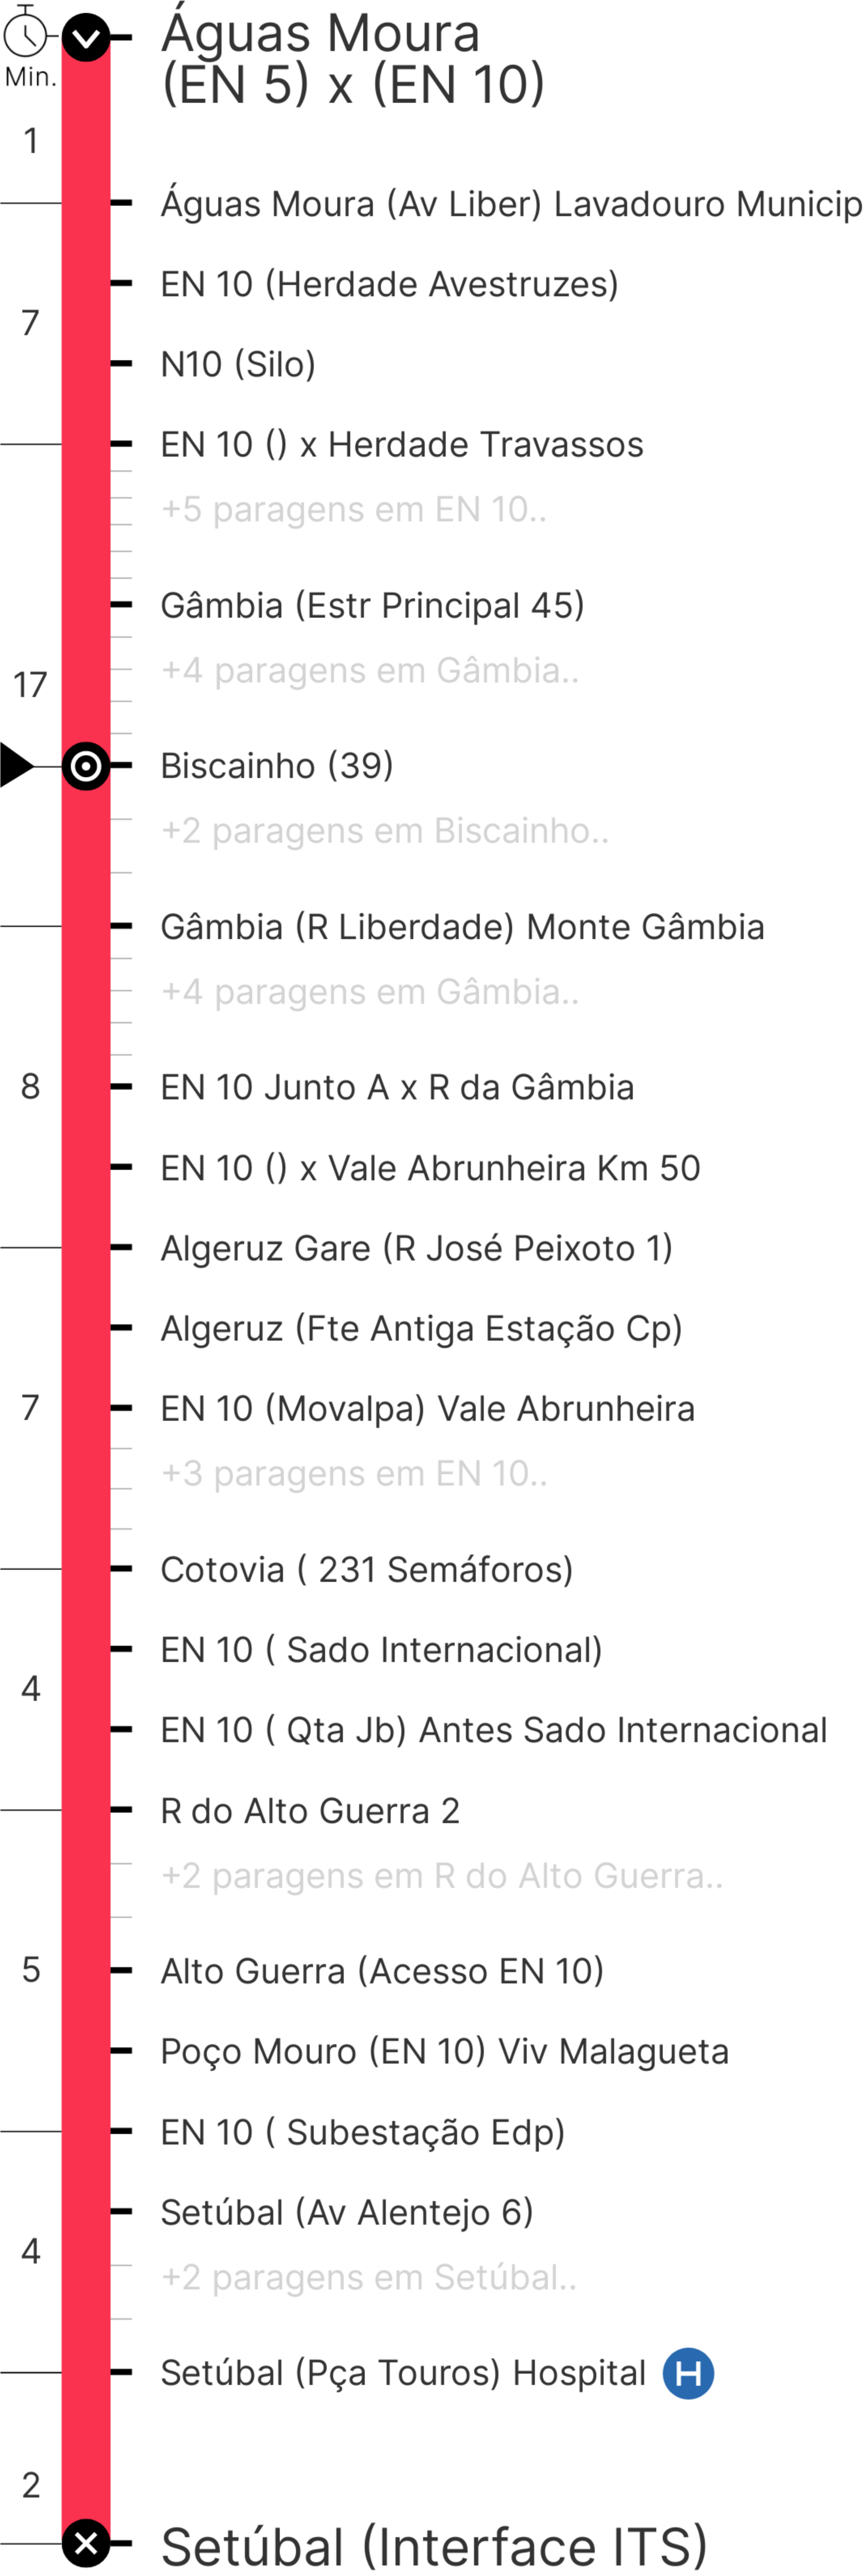 Min.
Águas Moura
(EN 5) x (EN 10)
1
Águas Moura (Av Liber) Lavadouro Municip
EN 10 (Herdade Avestruzes)
7
N10 (Silo)
EN 10 () x Herdade Travassos
+5 paragens em EN 10..
Gâmbia (Estr Principal 45)
+4 paragens em Gâmbia..
17
Biscainho (39)
+2 paragens em Biscainho..
Gâmbia (R Liberdade) Monte Gâmbia
+4 paragens em Gâmbia..
8
EN 10 Junto A x R da Gâmbia
EN 10 () x Vale Abrunheira Km 50
Algeruz Gare (R José Peixoto 1)
Algeruz (Fte Antiga Estação Cp)
7
EN 10 (Movalpa) Vale Abrunheira
+3 paragens em EN 10..
Cotovia ( 231 Semáforos)
EN 10 ( Sado Internacional)
4
EN 10 ( Qta Jb) Antes Sado Internacional
R do Alto Guerra 2
+2 paragens em R do Alto Guerra..
5
Alto Guerra (Acesso EN 10)
Poço Mouro (EN 10) Viv Malagueta
EN 10 ( Subestação Edp)
Setúbal (Av Alentejo 6)
4
+2 paragens em Setúbal..
Setúbal (Pça Touros) Hospital H
2
Setúbal (Interface ITS)